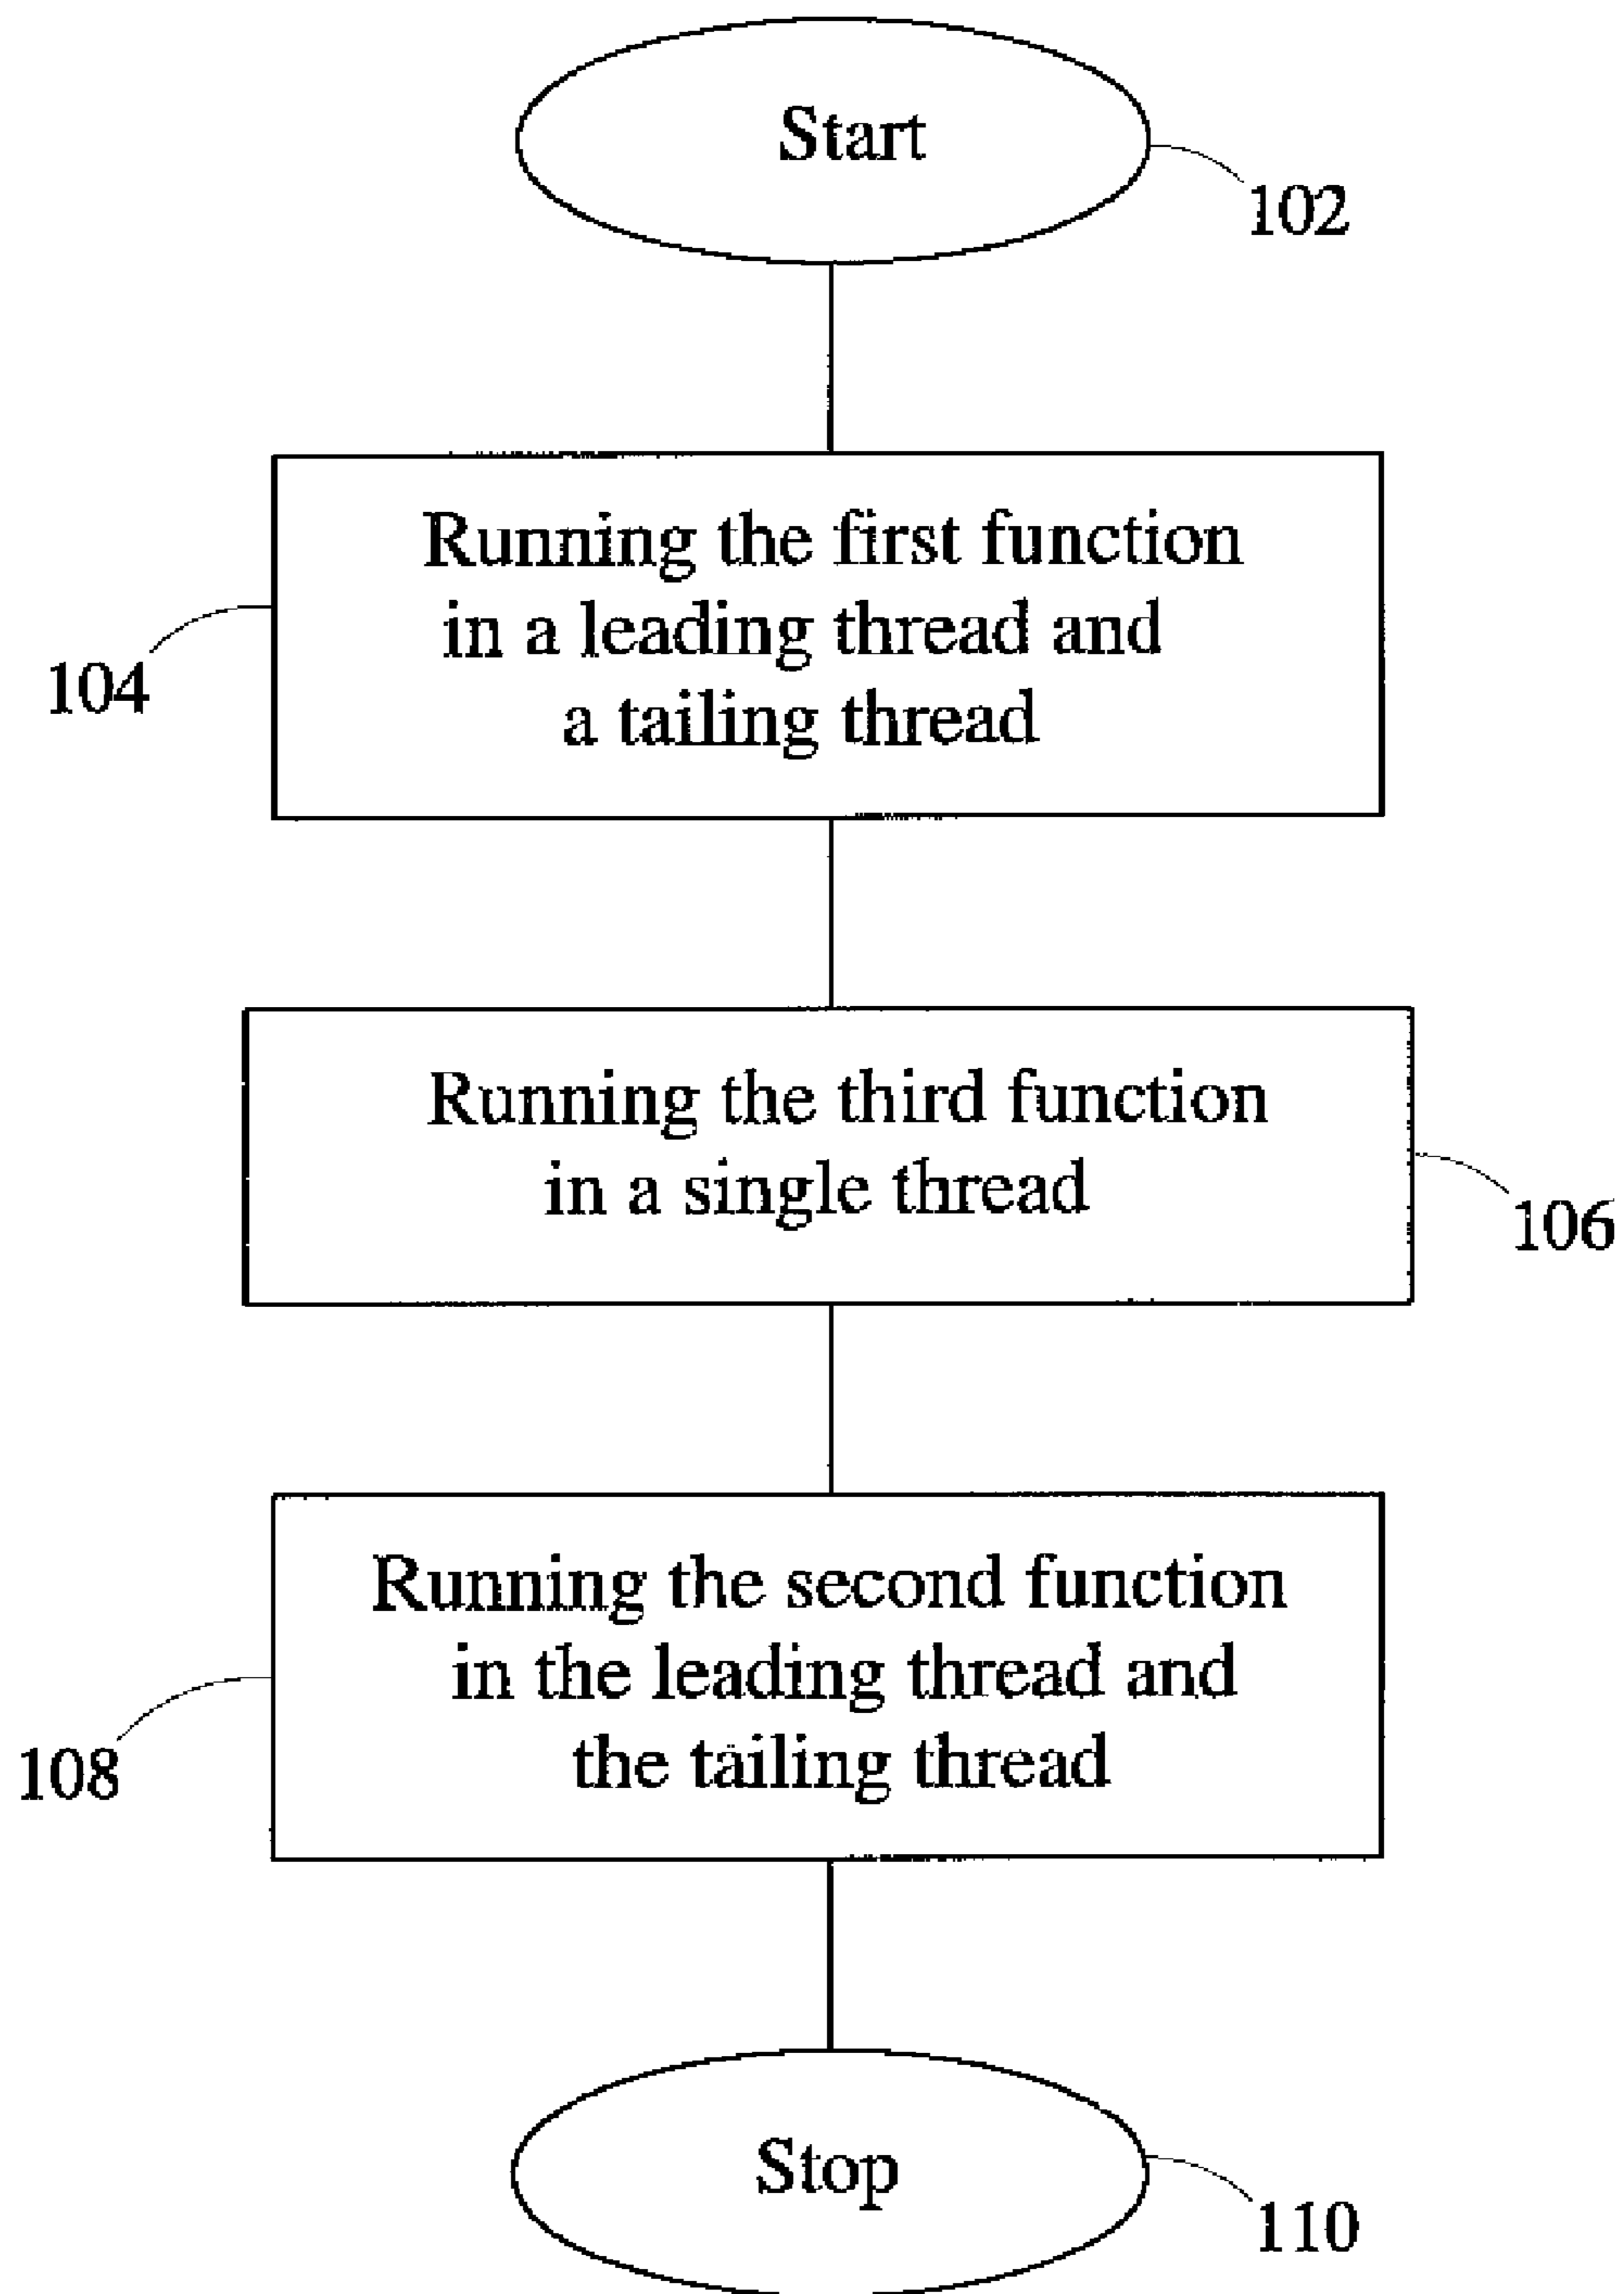 Start
102
Running the first function
in a leading thread and
a tailing thread
104
Running the third function
in a single thread
106
Running the second function
in the leading thread and
the tailing thread
108
Stop
110